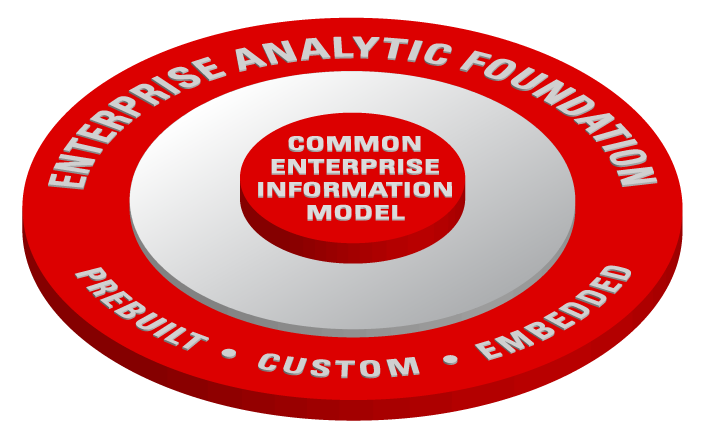 ENTERPRISE ANALYTIC FOUNDATION
COMMON
ENTERPRISE
INFORMATION
MODEL
PREBUILT • CUSTOM • EMBEDDED